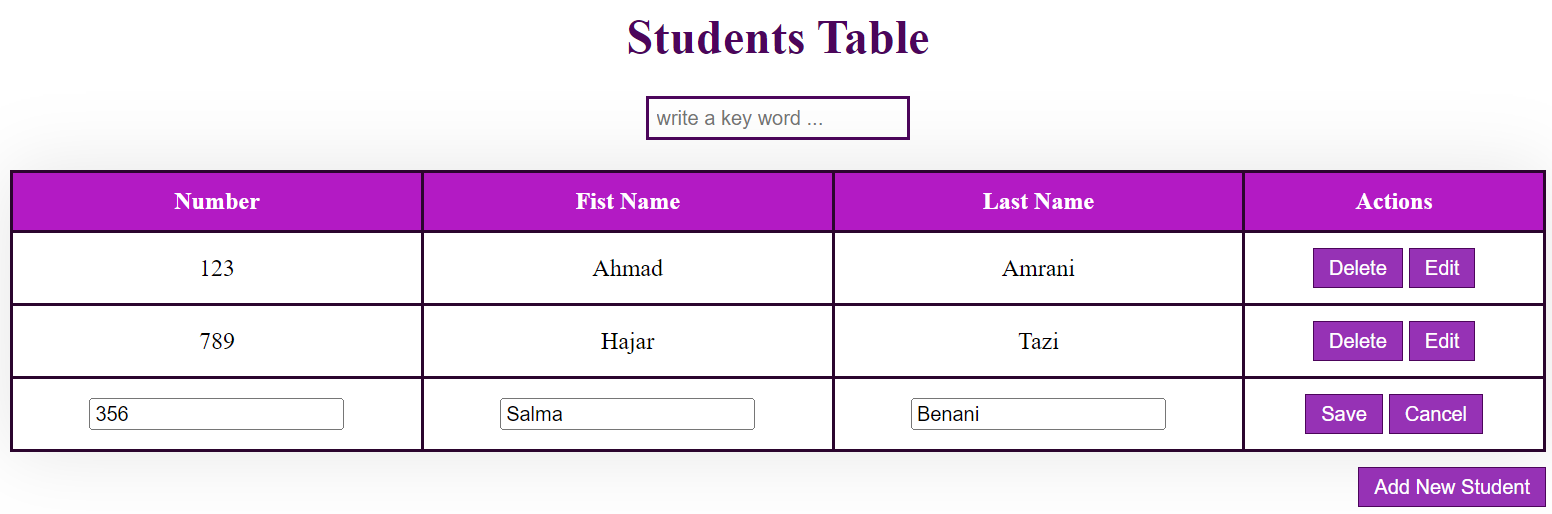 Students Table
write a key word ...
Number Fist Name Last Name Actions
123 Ahmad Amrani Delete Edit
789 Hajar Tazi Delete Edit
356 Salma Benani Save Cancel
Add New Student